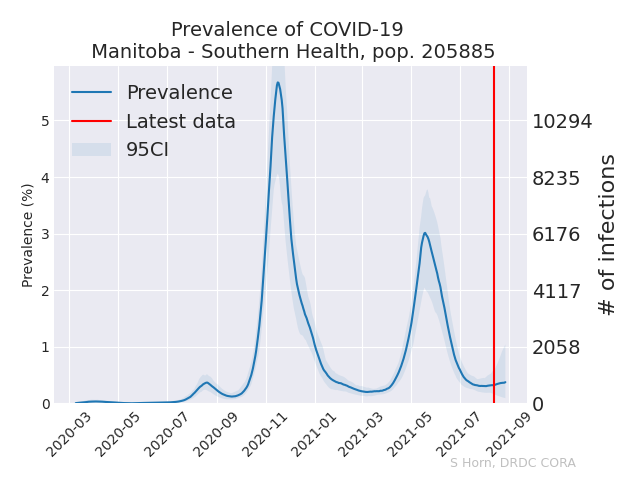 Prevalence of COVID-19
Manitoba - Southern Health, pop. 205885
Prevalence
Latest data
95CI
Prevalence (%)
5
4
3
2
1
0
10294
8235
6176
4117
2058
0
# of infections
2020-03
2020-05
2020-07
2020-09
2020-11
2021-01
2021-03
2021-05
2021-07
2021-09
S Horn, DRDC CORA